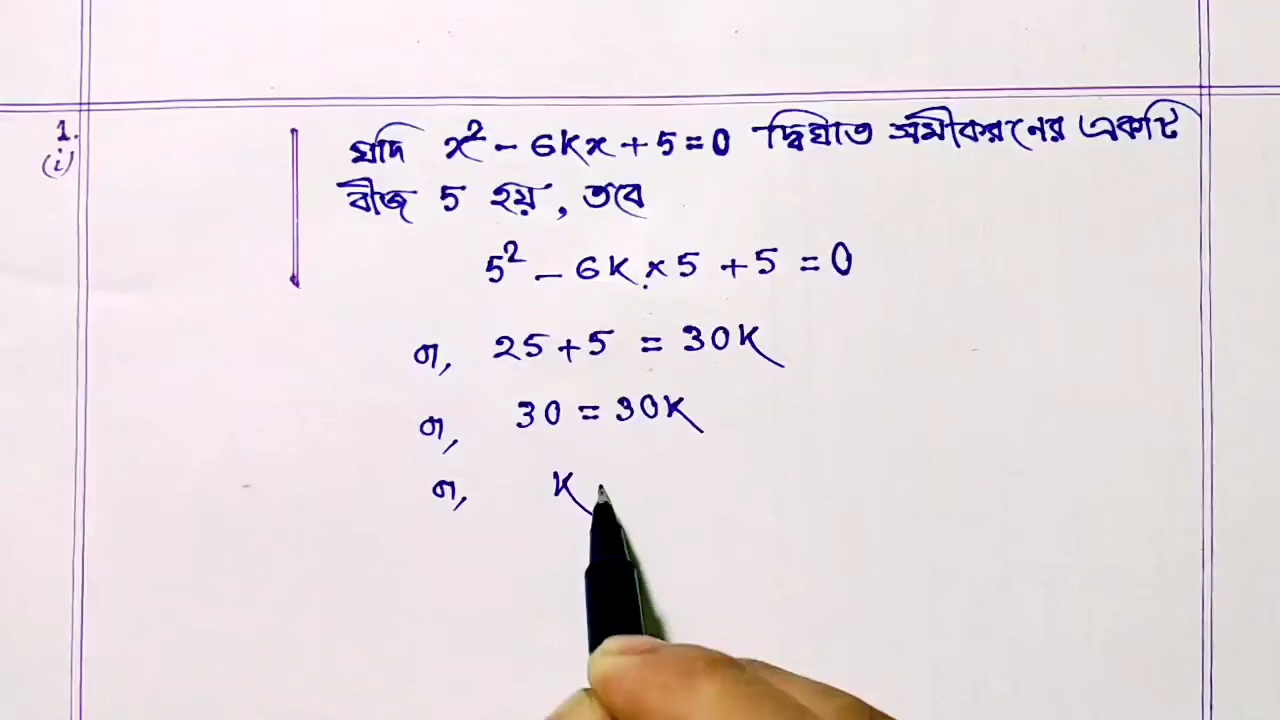 1.
(i)
যদি x² - 6kx + 5 = 0 দ্বিঘাত সমীকরণের একটি
বীজ 5 হয়, তবে
5² - 6k × 5 + 5 = 0
বা, 25 + 5 = 30k
বা, 30 = 30k
বা, k